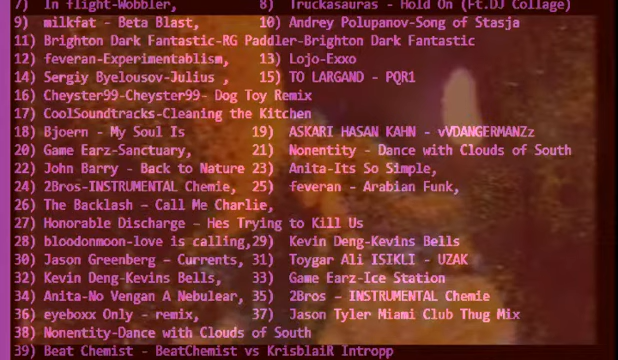 7) In flight-Wobbler, 8) Truckasauras - Hold On (Ft.DJ Collage)
9) milkfat - Beta Blast, 10) Andrey Polupanov-Song of Stasja
11) Brighton Dark Fantastic-RG Paddler-Brighton Dark Fantastic
12) feveran-Experimentablism, 13) Lojo-Exxo
14) Sergiy Byelousov-Julius , 15) TO LARGAND - PQR1
16) Cheyster99-Cheyster99- Dog Toy Remix
17) CoolSoundtracks-Cleaning the Kitchen
18) Bjoern - My Soul Is 19) ASKARI HASAN KAHN - vVDANGERMANZz
20) Game Earz-Sanctuary, 21) Nonentity - Dance with Clouds of South
22) John Barry - Back to Nature 23) Anita-Its So Simple,
24) 2Bros-INSTRUMENTAL Chemie, 25) feveran - Arabian Funk,
26) The Backlash - Call Me Charlie,
27) Honorable Discharge - Hes Trying to Kill Us
28) bloodonmoon-love is calling,29) Kevin Deng-Kevins Bells
30) Jason Greenberg - Currents, 31) Toygar Ali ISIKLI - UZAK
32) Kevin Deng-Kevins Bells, 33) Game Earz-Ice Station
34) Anita-No Vengan A Nebulear, 35) 2Bros - INSTRUMENTAL Chemie
36) eyeboxx Only - remix, 37) Jason Tyler Miami Club Thug Mix
38) Nonentity-Dance with Clouds of South
39) Beat Chemist - BeatChemist vs KrisblaiR Intropp